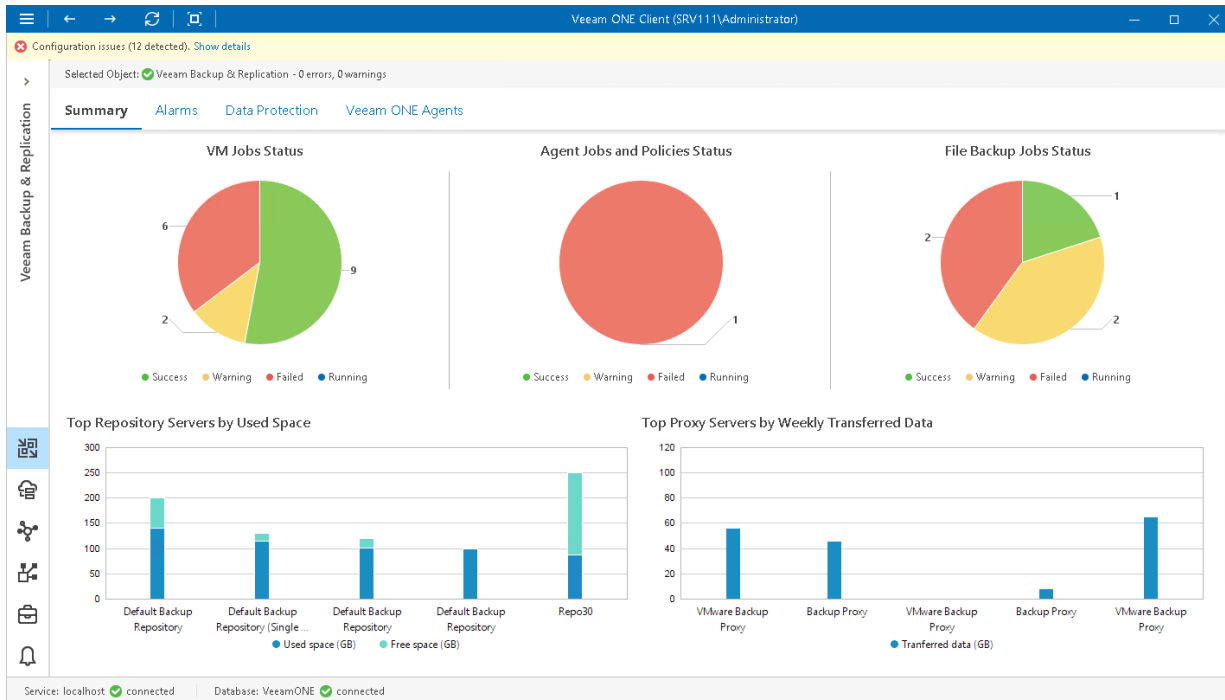 Veeam ONE Client (SRV111\Administrator)
Configuration issues (12 detected). Show details
Selected Object: Veeam Backup & Replication - 0 errors, 0 warnings
Veeam Backup & Replication
Summary Alarms Data Protection Veeam ONE Agents
VM Jobs Status
6
9
2
Success Warning Failed Running
Agent Jobs and Policies Status
1
Success Warning Failed Running
File Backup Jobs Status
1
2
2
Success Warning Failed Running
Top Repository Servers by Used Space
300
250
200
150
100
50
0
Default Backup
Repository
Default Backup
Repository (Single ...
Default Backup
Repository
Default Backup
Repository
Repo30
Used space (GB) Free space (GB)
Top Proxy Servers by Weekly Transferred Data
120
100
80
60
40
20
0
VMware Backup
Proxy
Backup Proxy
VMware Backup
Proxy
Backup Proxy
VMware Backup
Proxy
Tranferred data (GB)
Service: localhost connected Database: VeeamONE connected